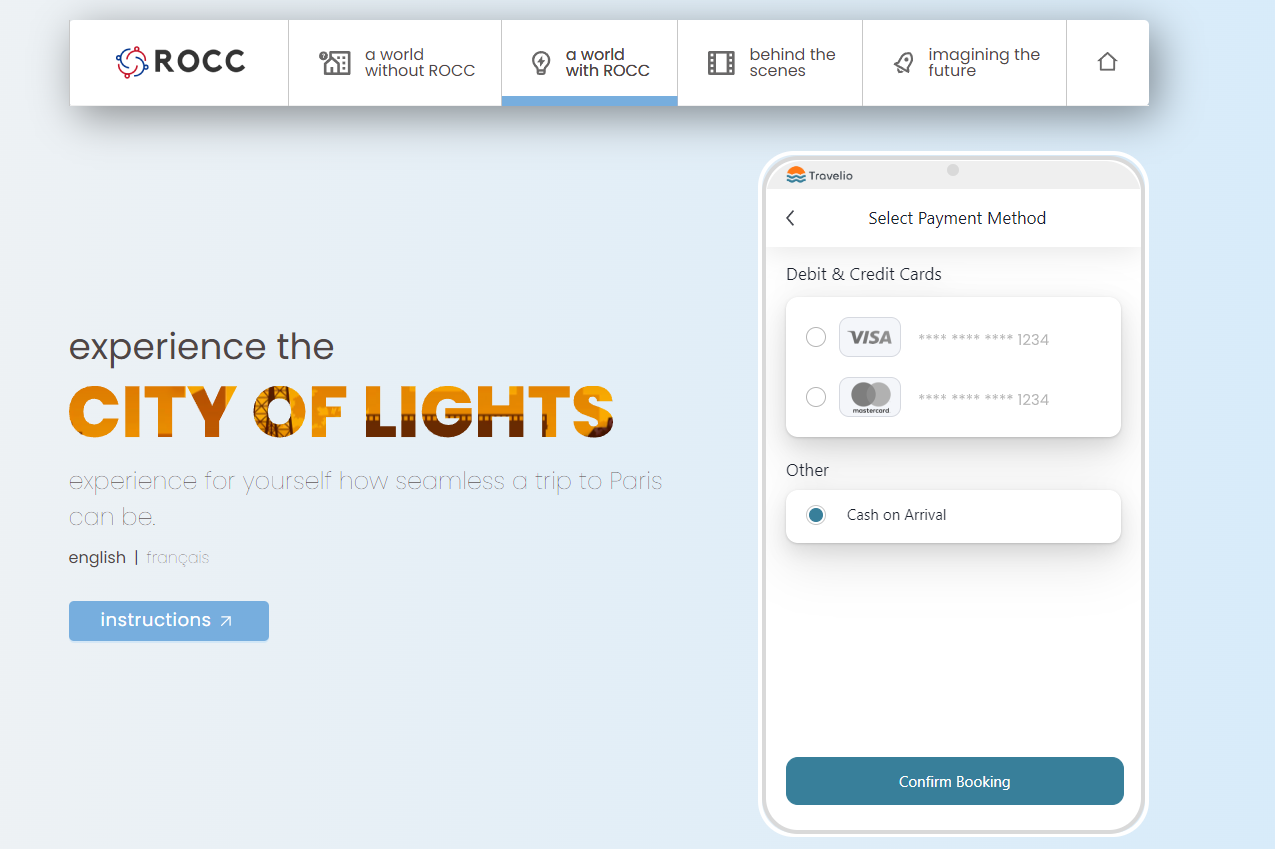 ROCC
a world
without ROCC
a world
with ROCC
behind the
scenes
imagining the
future
experience the
CITY OF LIGHTS
experience for yourself how seamless a trip to Paris
can be.
english | français
instructions
Travelio
Select Payment Method
Debit & Credit Cards
VISA **** **** **** 1234
mastercard **** **** **** 1234
Other
Cash on Arrival
Confirm Booking